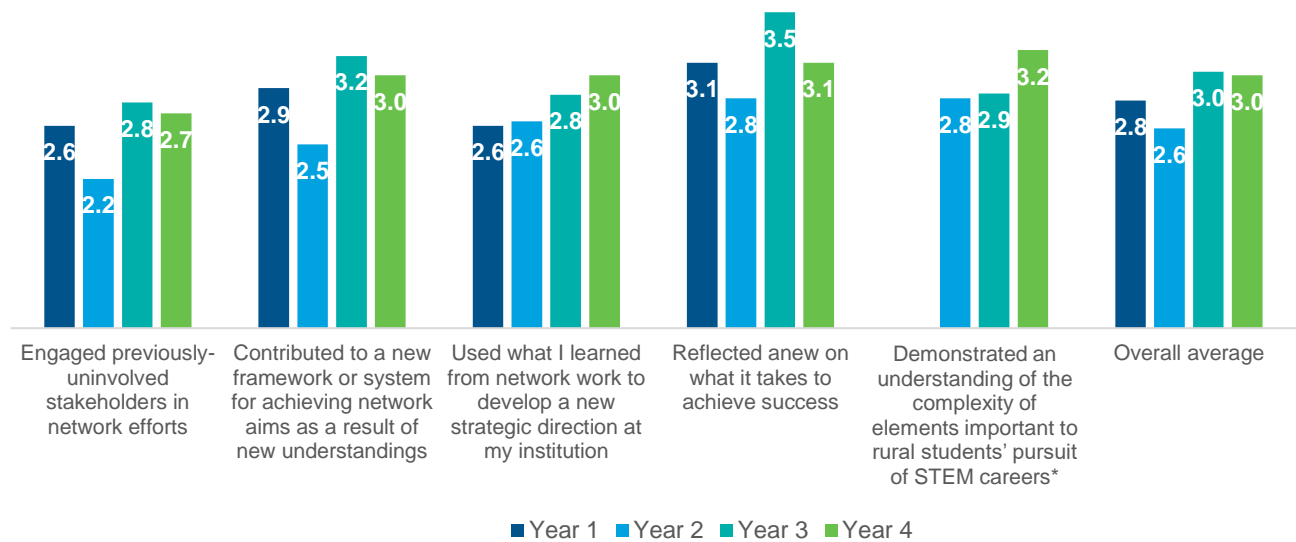 2.6
2.2
2.8
2.7
2.9
2.5
3.2
3.0
2.6
2.6
2.8
3.0
3.1
2.8
3.5
3.1
2.8
2.9
3.2
2.8
2.6
3.0
3.0
Engaged previously-
uninvolved
stakeholders in
network efforts
Contributed to a new
framework or system
for achieving network
aims as a result of
new understandings
Used what I learned
from network work to
develop a new
strategic direction at
my institution
Reflected anew on
what it takes to
achieve success
Demonstrated an
understanding of the
complexity of
elements important to
rural students’ pursuit
of STEM careers*
Overall average
Year 1 Year 2 Year 3 Year 4